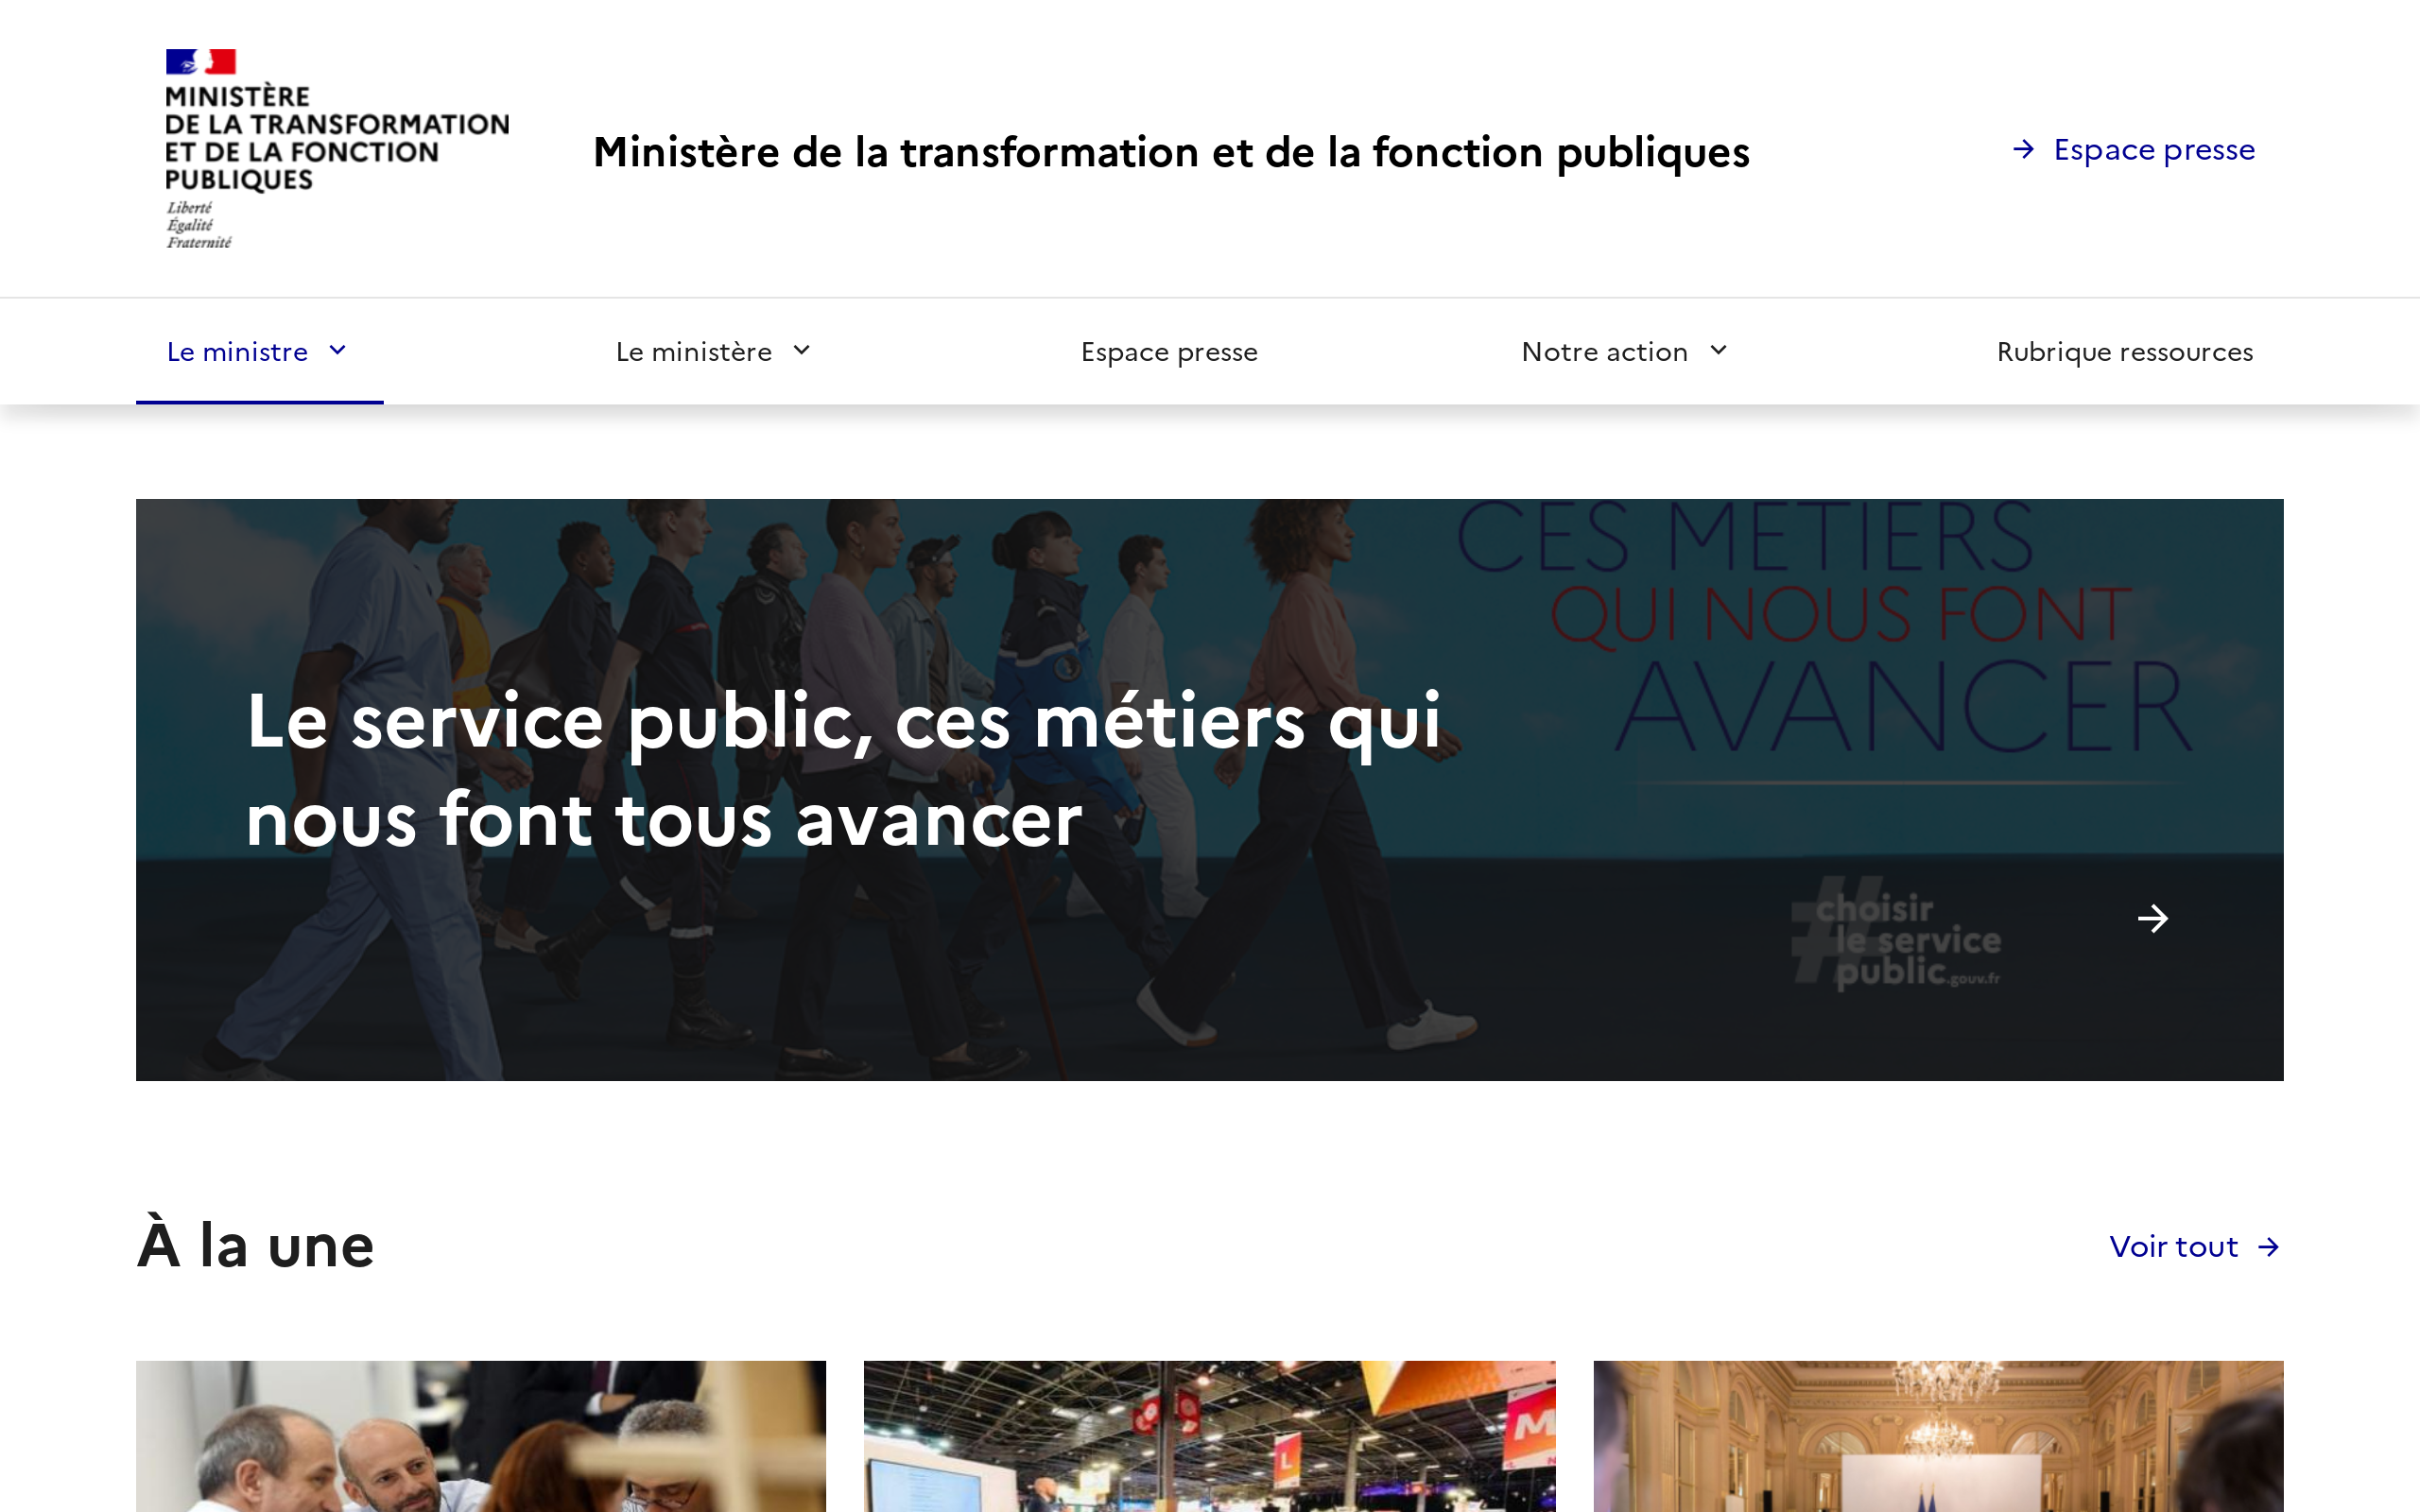 MINISTÈRE
DE LA TRANSFORMATION
ET DE LA FONCTION
PUBLIQUES
Liberté
Égalité
Fraternité
Ministère de la transformation et de la fonction publiques
Espace presse
Le ministre
Le ministère
Espace presse
Notre action
Rubrique ressources
CES MÉTIERS
QUI NOUS FONT
AVANCER
Le service public, ces métiers qui
nous font tous avancer
#choisir
le service
public.gouv.fr
À la une
Voir tout
L
M